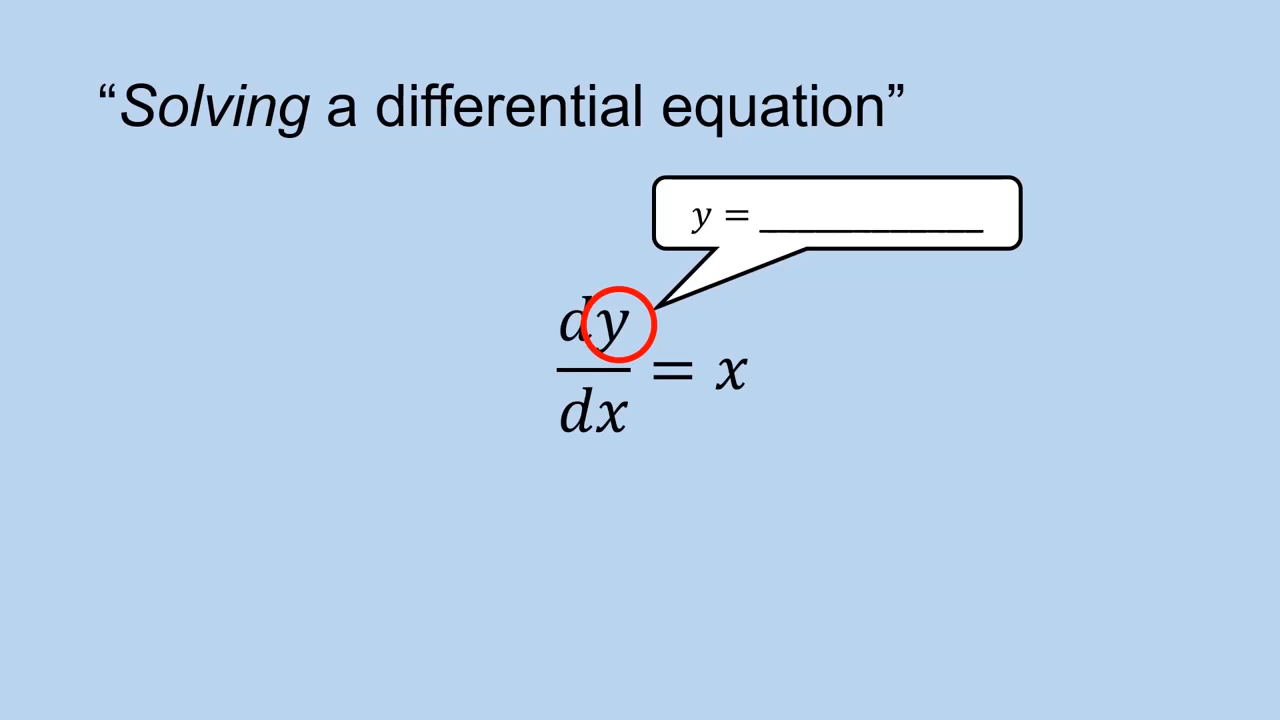 “Solving a differential equation”
y = ____________
dy
dx
= x